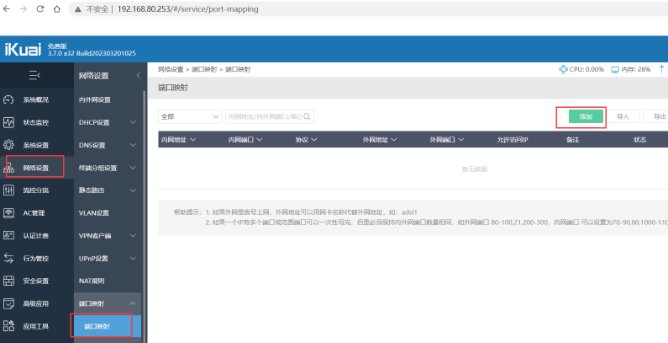 不安全 | 192.168.80.253/#/service/port-mapping
iKuai 免费版
3.7.0 x32 Build202303201025
网络设置 > 端口映射 > 端口映射
CPU: 0.00% 内存: 28%
网络设置
端口映射
系统概况
内外网设置
全部
内网地址/内外网端口/备注
添加
导入
导出
状态监控
DHCP设置
内网地址 内网端口 协议 外网地址 外网端口 允许访问IP 备注 状态
系统设置
DNS设置
网络设置
终端分组设置
暂无数据
流控分流
静态路由
AC管理
VLAN设置
帮助提示: 1. 如果外网是拨号上网, 外网地址可以用网卡名称代替外网地址, 如: adsl1
2. 如果一个IP有多个端口或范围端口可以一次性写完, 但是必须保持内外网端口数量相同, 如外网端口 80-100,21,200-300, 内网端口 可以设置为70-90,80,1000-110
认证计费
VPN客户端
行为管控
UPnP设置
安全设置
NAT规则
高级应用
端口映射
应用工具
端口映射